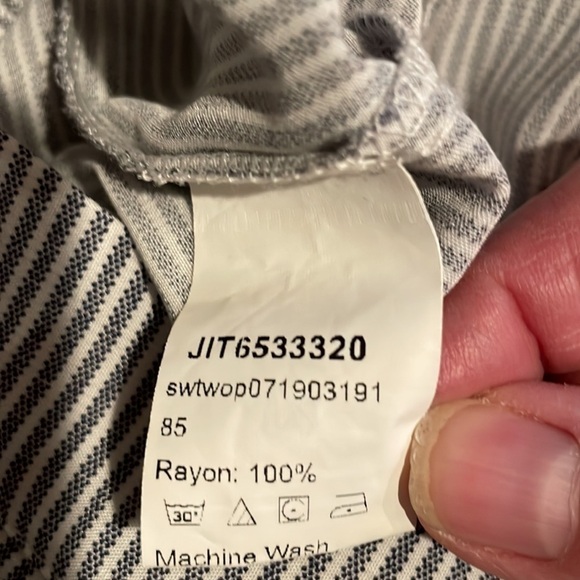 JIT6533320
swtwop071903191
85
Rayon: 100%
30°
Machine Wash